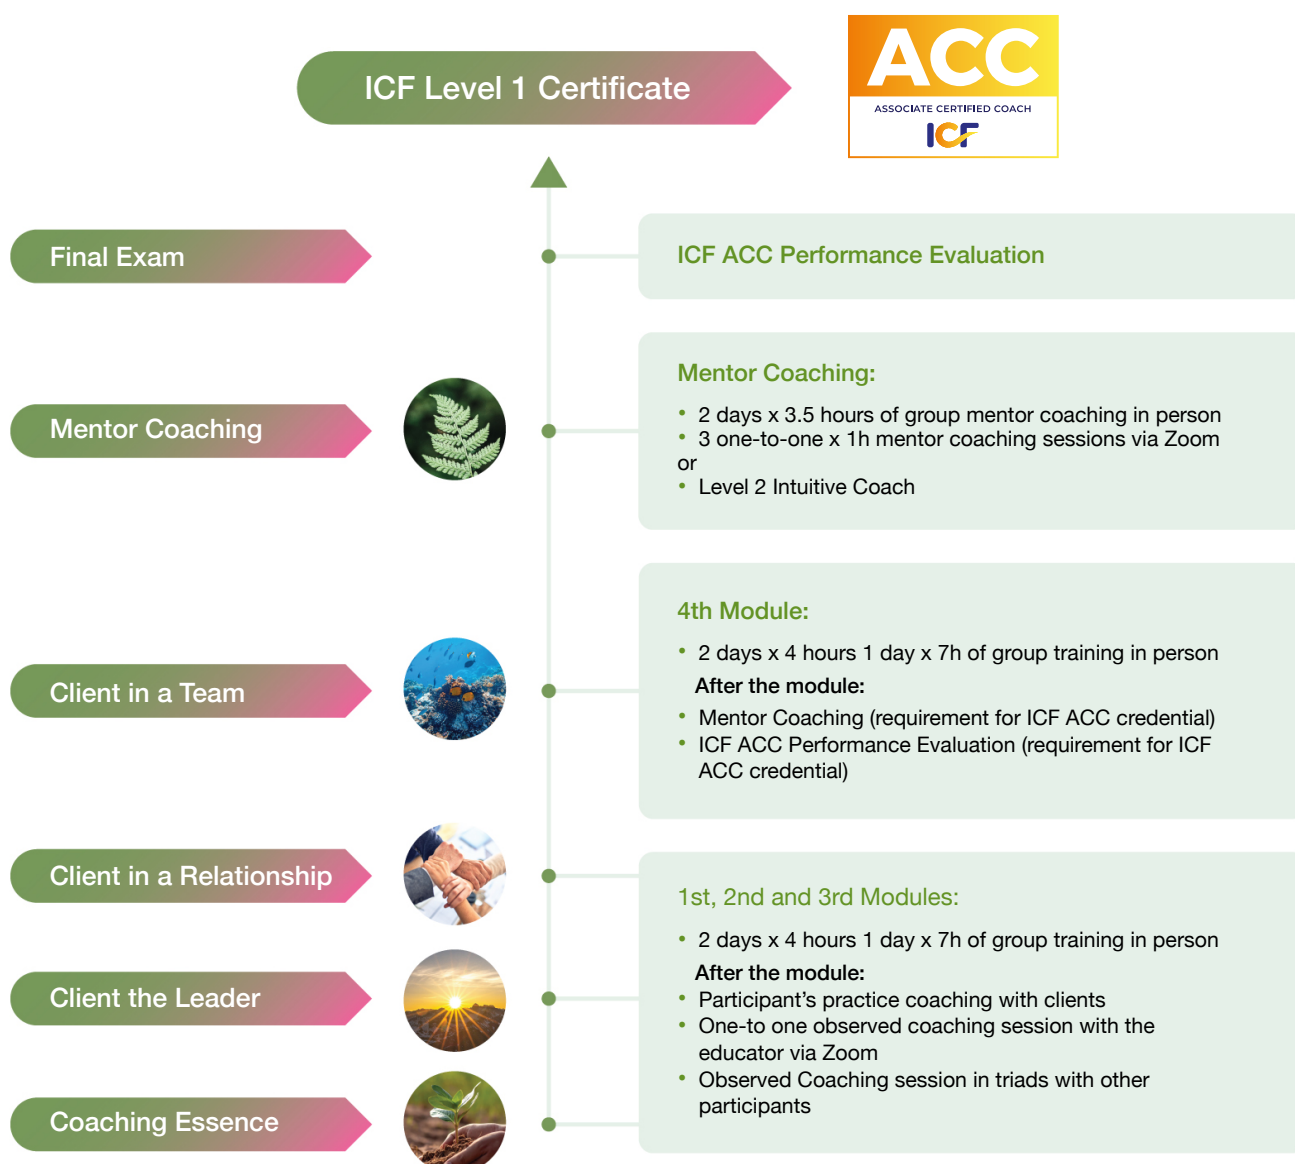 ICF Level 1 Certificate
ACC
ASSOCIATE CERTIFIED COACH
ICF
Final Exam
ICF ACC Performance Evaluation
Mentor Coaching
Mentor Coaching:
• 2 days x 3.5 hours of group mentor coaching in person
• 3 one-to-one x 1h mentor coaching sessions via Zoom
or
• Level 2 Intuitive Coach
Client in a Team
4th Module:
• 2 days x 4 hours 1 day x 7h of group training in person
After the module:
• Mentor Coaching (requirement for ICF ACC credential)
• ICF ACC Performance Evaluation (requirement for ICF
ACC credential)
Client in a Relationship
Client the Leader
Coaching Essence
1st, 2nd and 3rd Modules:
• 2 days x 4 hours 1 day x 7h of group training in person
After the module:
• Participant’s practice coaching with clients
• One-to one observed coaching session with the
educator via Zoom
• Observed Coaching session in triads with other
participants